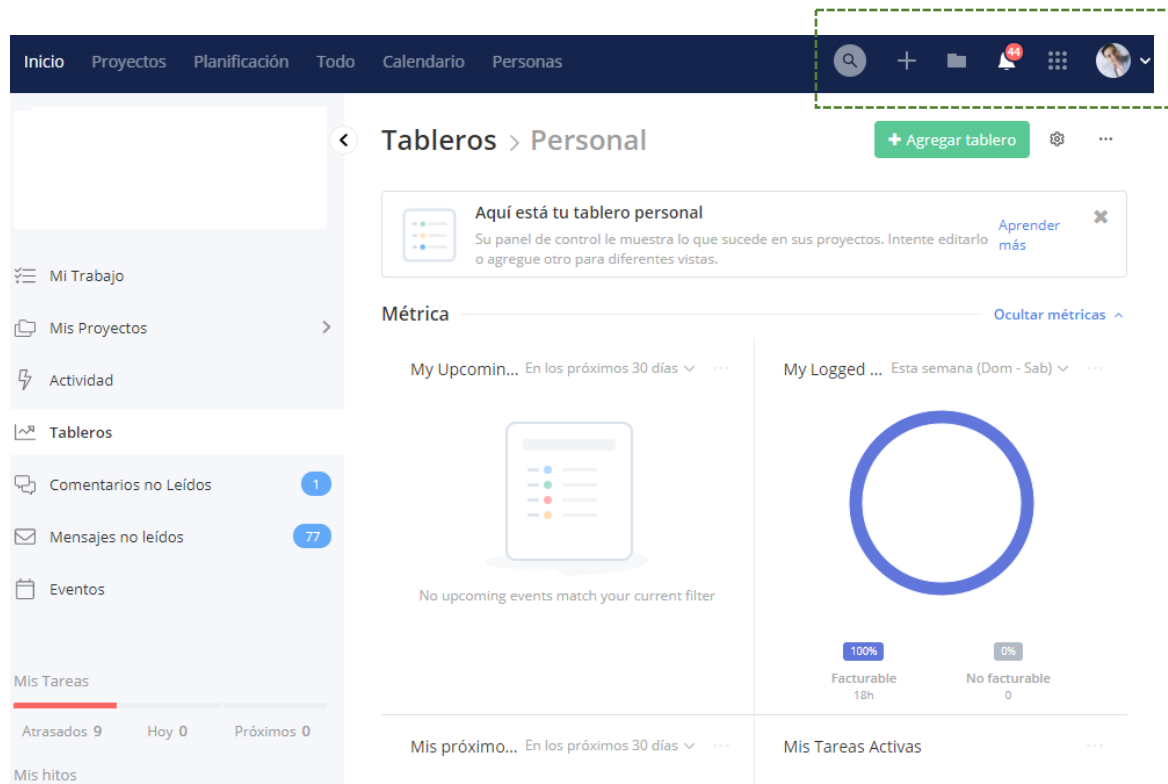 Inicio Proyectos Planificación Todo Calendario Personas 44
Tableros > Personal
+ Agregar tablero
Aquí está tu tablero personal
Su panel de control le muestra lo que sucede en sus proyectos. Intente editarlo
o agregue otro para diferentes vistas.
Aprender
más
Mi Trabajo
Mis Proyectos
Actividad
Tableros
Comentarios no Leídos 1
Mensajes no leídos 77
Eventos
Mis Tareas
Atrasados 9 Hoy 0 Próximos 0
Mis hitos
Métrica
Ocultar métricas
My Upcomin... En los próximos 30 días
No upcoming events match your current filter
My Logged ... Esta semana (Dom - Sab)
100% 0%
Facturable No facturable
18h 0
Mis próximo... En los próximos 30 días
Mis Tareas Activas